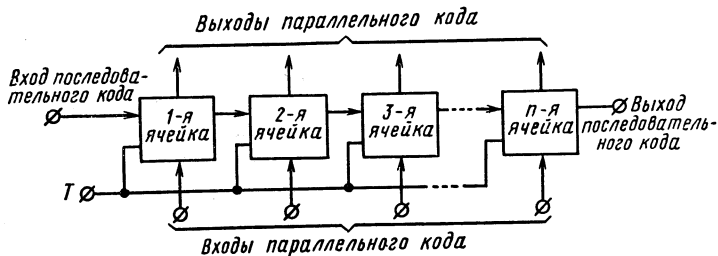 Выходы параллельного кода
Вход последова-
тельного кода
1-я
ячейка
2-я
ячейка
3-я
ячейка
n-я
ячейка
Выход
последователь-
ного кода
T
Входы параллельного кода